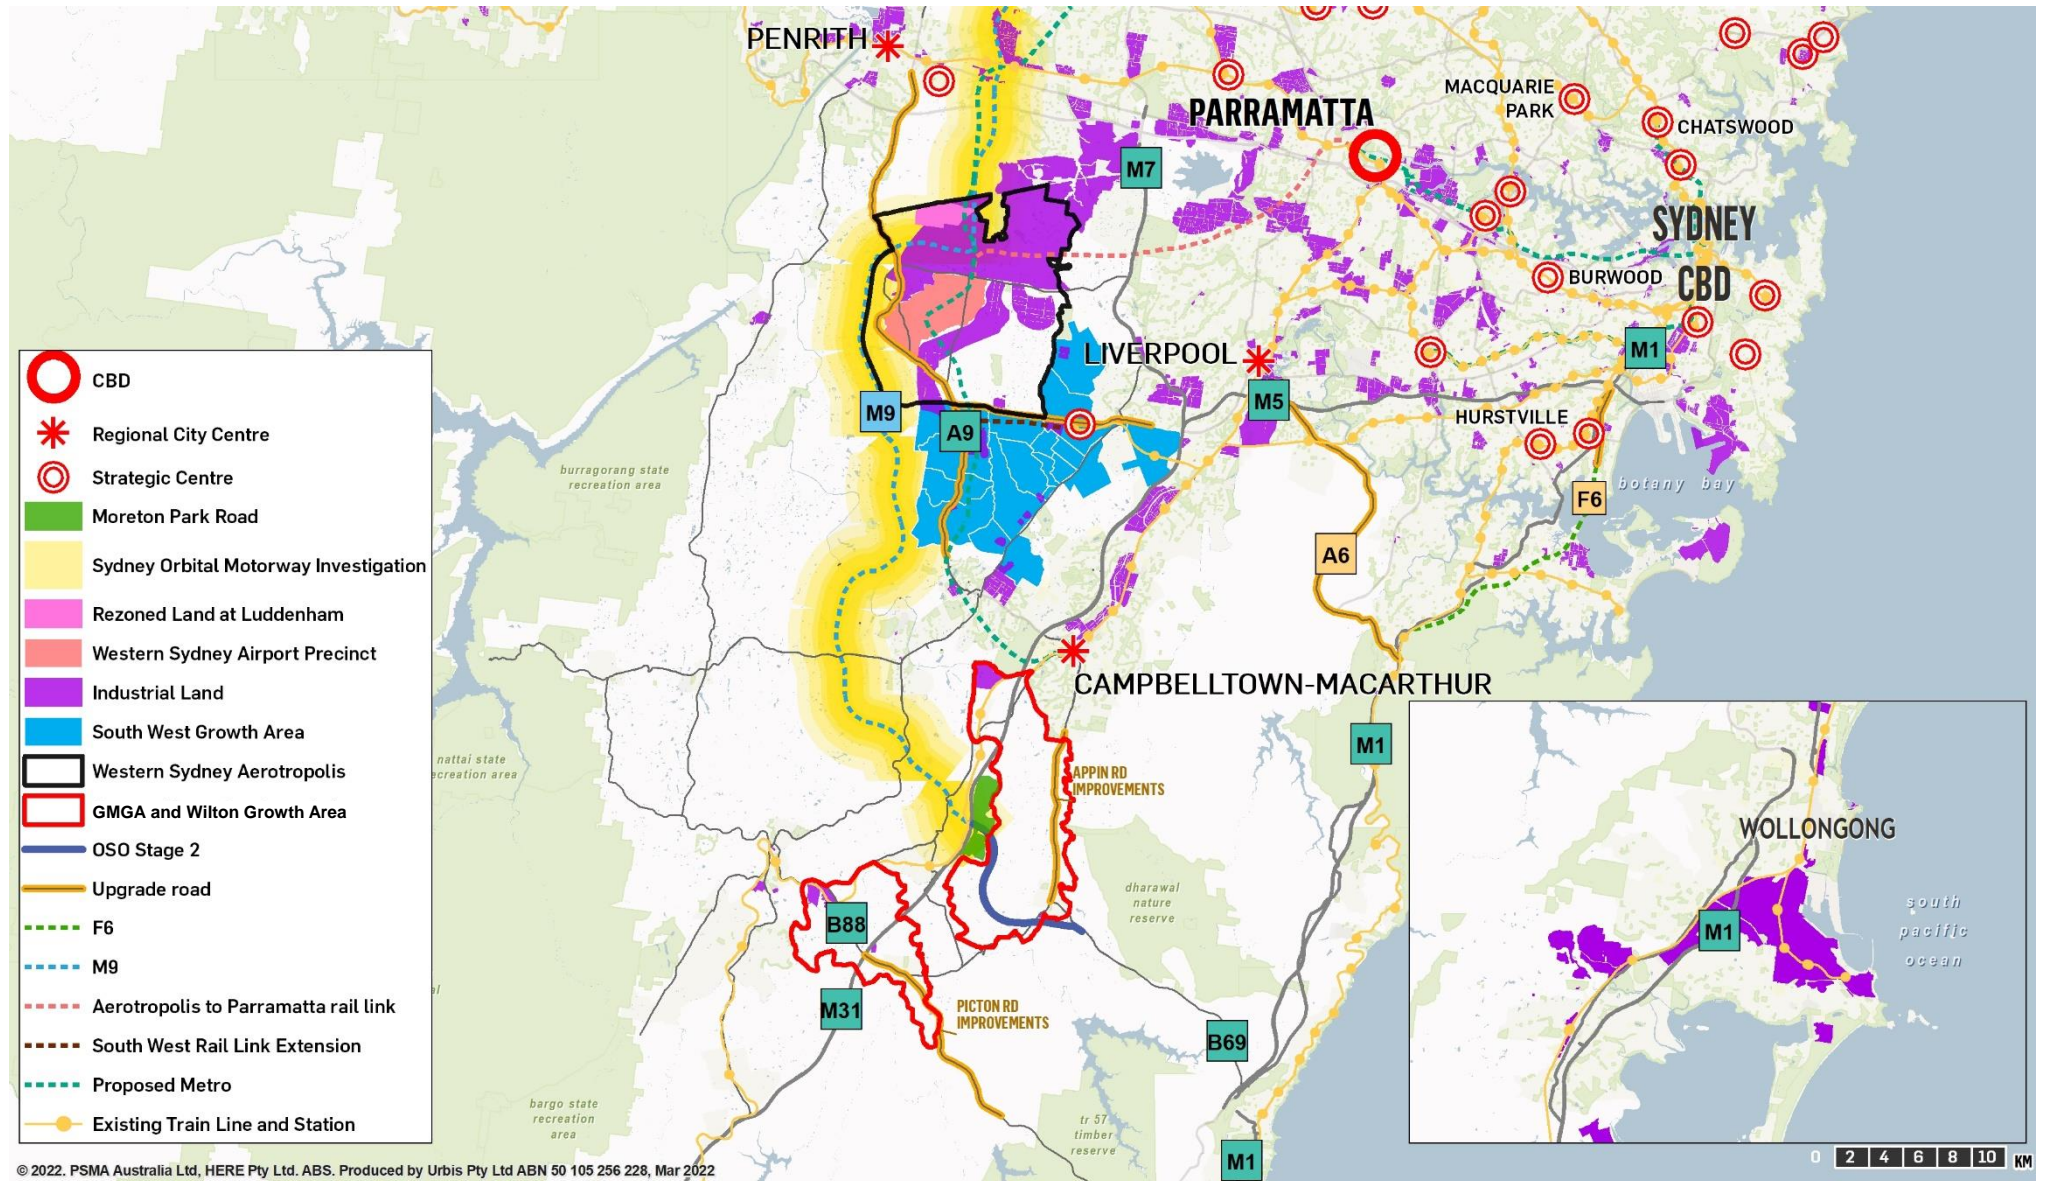 PENRITH
PARRAMATTA
MACQUARIE
PARK
CHATSWOOD
M7
SYDNEY
CBD
BURWOOD
LIVERPOOL
M1
M9
A9
M5
HURSTVILLE
burragorang state
recreation area
botany bay
F6
A6
CAMPBELLTOWN-MACARTHUR
M1
nattai state
ecreation area
APPIN RD
IMPROVEMENTS
dharawal
nature
reserve
B88
M31
PICTON RD
IMPROVEMENTS
B69
al
bargo state
recreation
area
tr 57
timber
reserve
M1
WOLLONGONG
M1
south
pacific
ocean
CBD
Regional City Centre
Strategic Centre
Moreton Park Road
Sydney Orbital Motorway Investigation
Rezoned Land at Luddenham
Western Sydney Airport Precinct
Industrial Land
South West Growth Area
Western Sydney Aerotropolis
GMGA and Wilton Growth Area
OSO Stage 2
Upgrade road
F6
M9
Aerotropolis to Parramatta rail link
South West Rail Link Extension
Proposed Metro
Existing Train Line and Station
0 2 4 6 8 10 KM
© 2022. PSMA Australia Ltd, HERE Pty Ltd. ABS. Produced by Urbis Pty Ltd ABN 50 105 256 228, Mar 2022